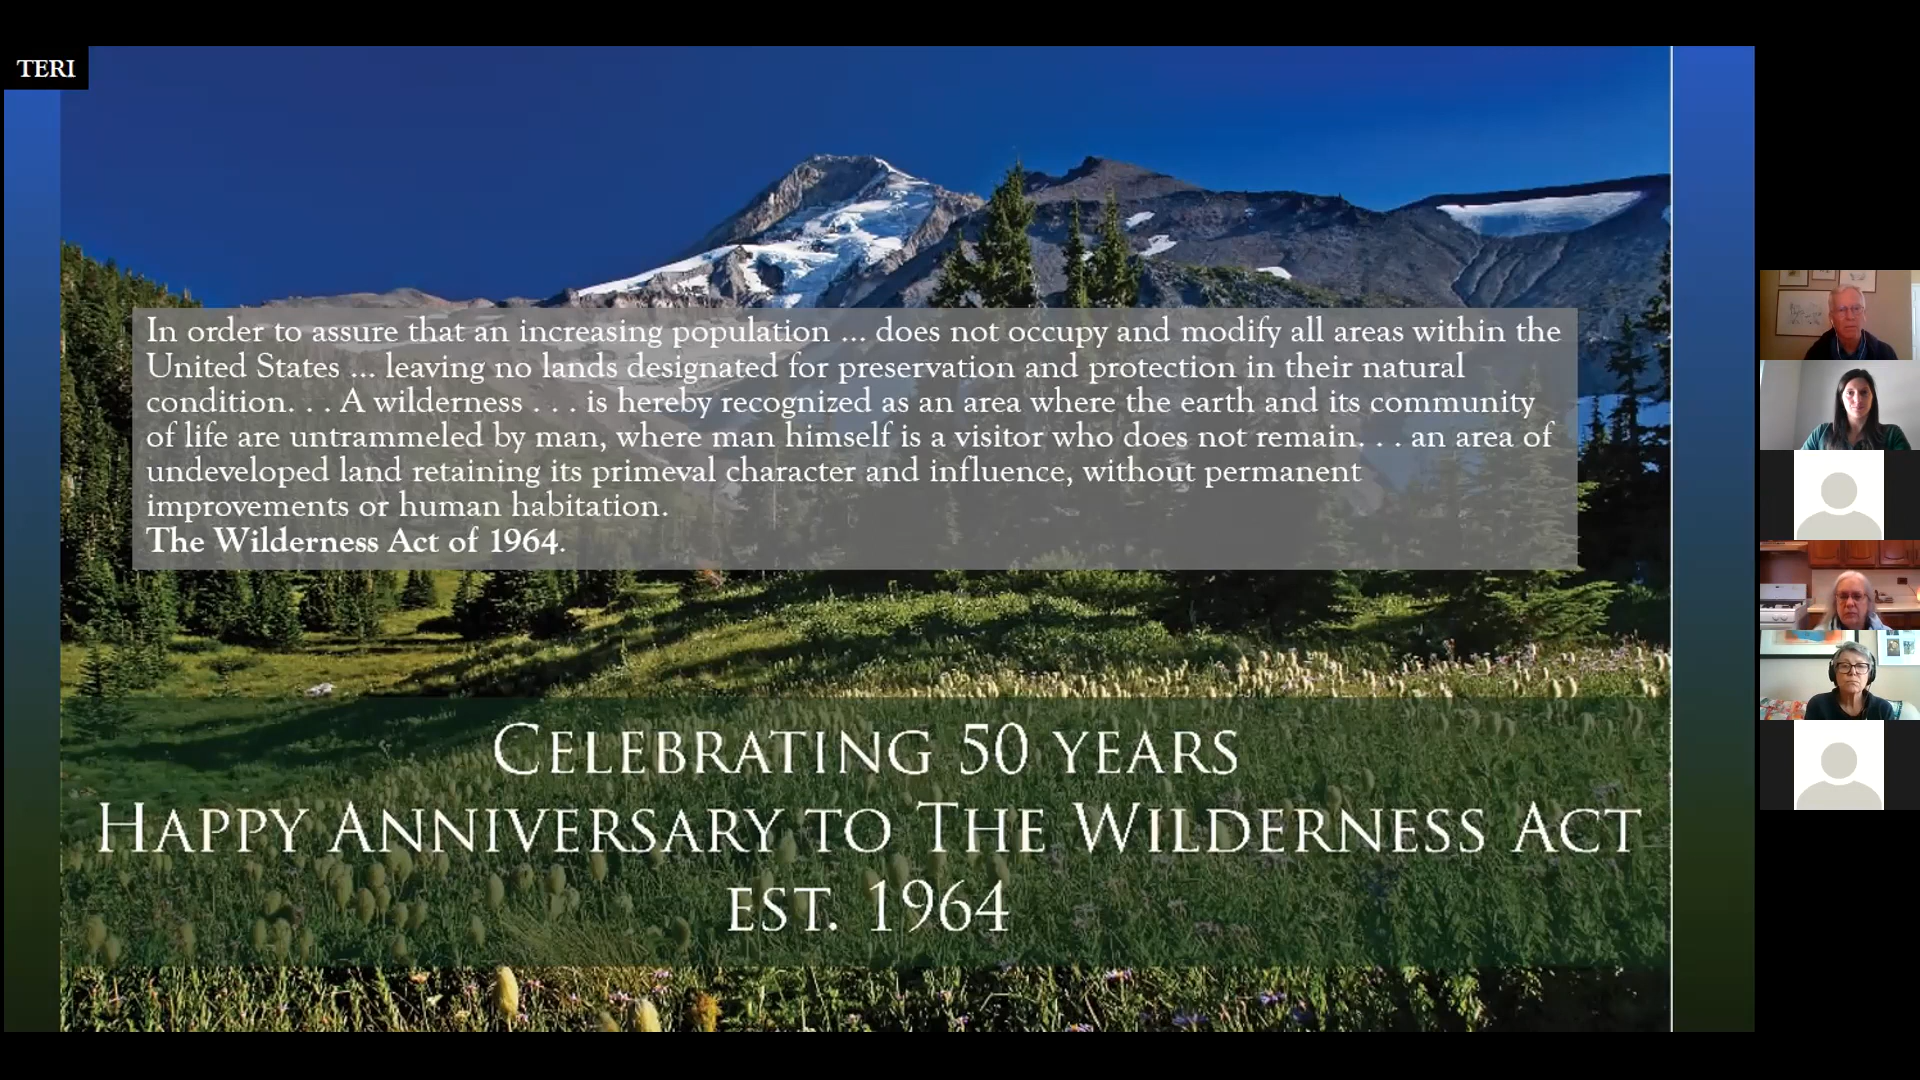 TERI
In order to assure that an increasing population ... does not occupy and modify all areas within the
United States ... leaving no lands designated for preservation and protection in their natural
condition. . . A wilderness . . . is hereby recognized as an area where the earth and its community
of life are untrammeled by man, where man himself is a visitor who does not remain. . . an area of
undeveloped land retaining its primeval character and influence, without permanent
improvements or human habitation.
The Wilderness Act of 1964.
CELEBRATING 50 YEARS
HAPPY ANNIVERSARY TO THE WILDERNESS ACT
EST. 1964